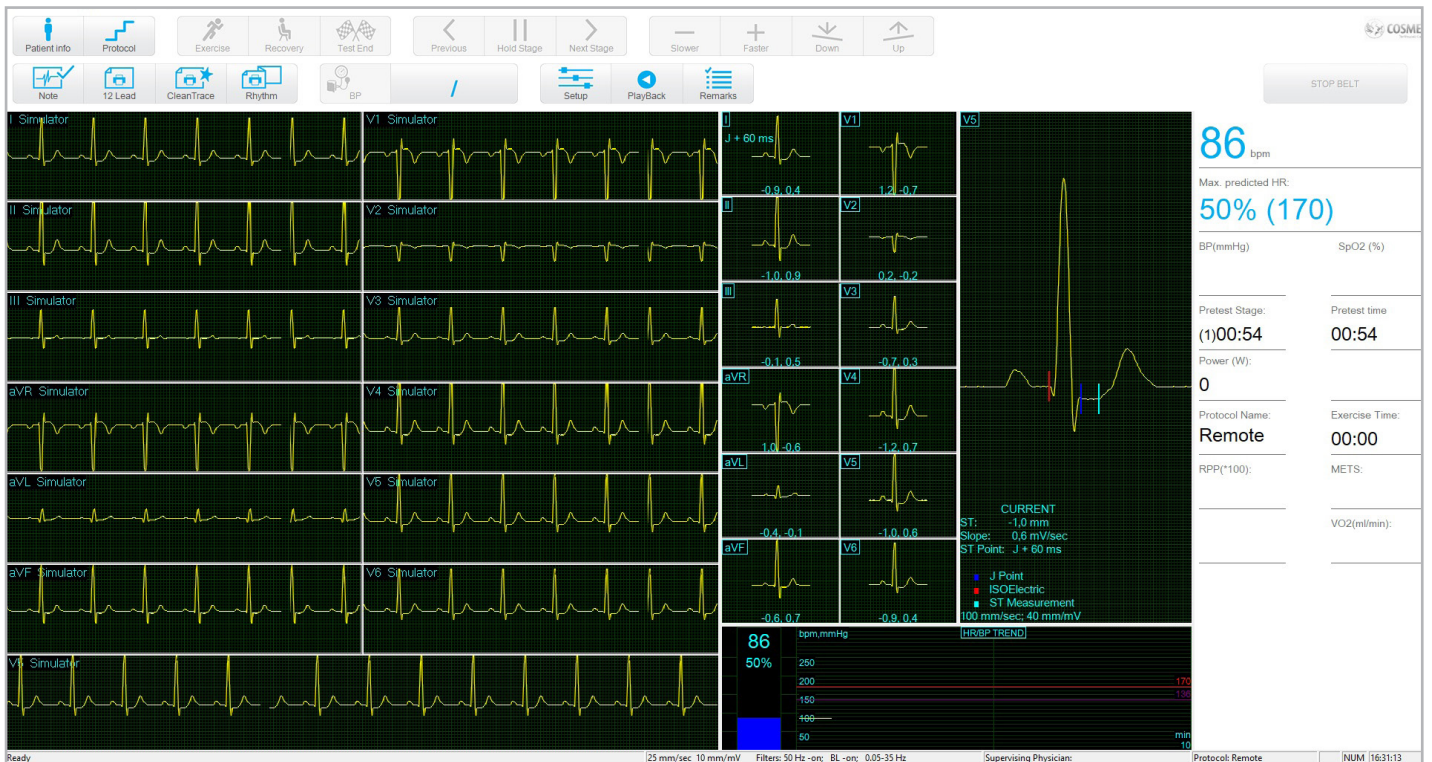 Patient info Protocol Exercise Recovery Test End Previous Hold Stage Next Stage Slower Faster Down Up
COSME
Note 12 Lead CleanTrace Rhythm BP / Setup PlayBack Remarks
STOP BELT
I Simulator
V1 Simulator
II Simulator
V2 Simulator
III Simulator
V3 Simulator
aVR Simulator
V4 Simulator
aVL Simulator
V5 Simulator
aVF Simulator
V6 Simulator
V5 Simulator
I
J + 60 ms
-0.9, 0.4
V1
1.2, -0.7
II
-1.0, 0.9
V2
0.2, -0.2
III
-0.1, 0.5
V3
-0.7, 0.3
aVR
1.0, -0.6
V4
-1.2, 0.7
aVL
-0.4, -0.1
V5
-1.0, 0.6
aVF
-0.6, 0.7
V6
-0.9, 0.4
V5
CURRENT
ST: -1,0 mm
Slope: 0,6 mV/sec
ST Point: J + 60 ms
J Point
ISOElectric
ST Measurement
100 mm/sec; 40 mm/mV
86
50%
bpm,mmHg
HR/BP TREND
250
200
170
136
150
100
50
min
10
86 bpm
Max. predicted HR:
50% (170)
BP(mmHg) SpO2 (%)
Pretest Stage: Pretest time
(1)00:54 00:54
Power (W):
0
Protocol Name: Exercise Time:
Remote 00:00
RPP(*100): METS:
VO2(ml/min):
Ready 25 mm/sec 10 mm/mV Filters: 50 Hz -on; BL -on; 0.05-35 Hz Supervising Physician: Protocol: Remote NUM 16:31:13